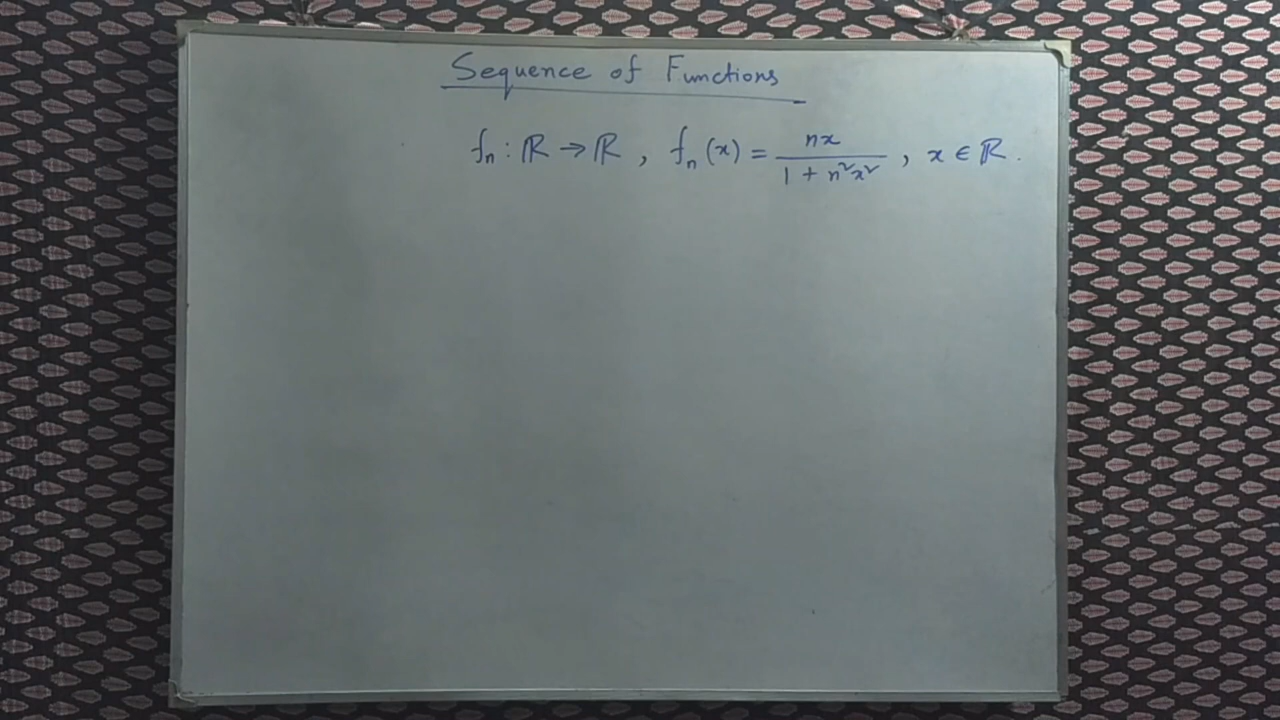 Sequence of Functions
fₙ : ℝ → ℝ , fₙ(x) = nx / (1 + n²x²) , x ∈ ℝ.